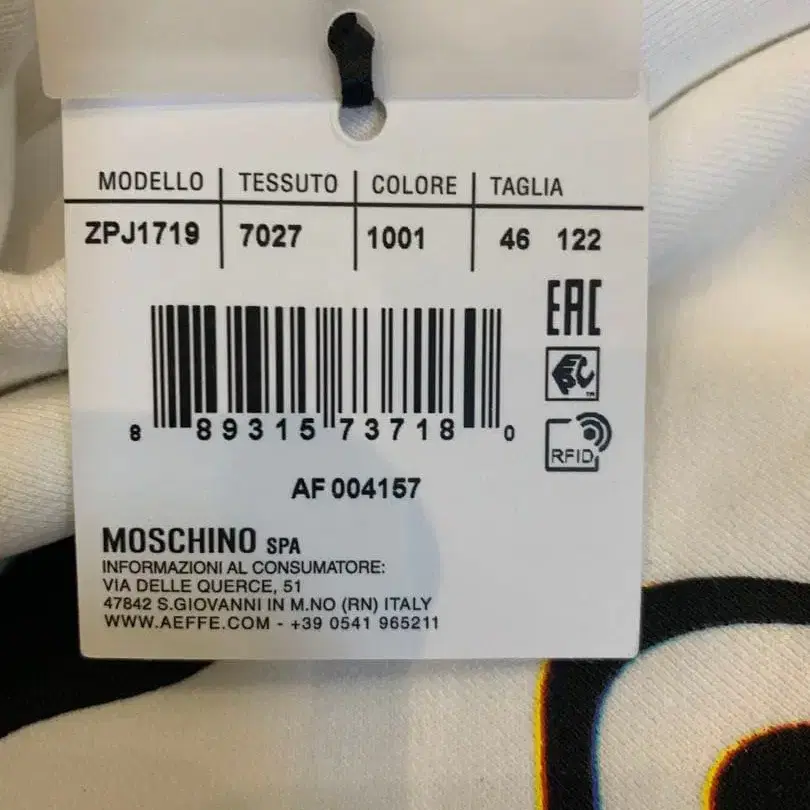 MODELLO TESSUTO COLORE TAGLIA
ZPJ1719 7027 1001 46 122
EAC
RFID
8 89315 73718 0
AF 004157
MOSCHINO SPA
INFORMAZIONI AL CONSUMATORE:
VIA DELLE QUERCE, 51
47842 S.GIOVANNI IN M.NO (RN) ITALY
WWW.AEFFE.COM - +39 0541 965211